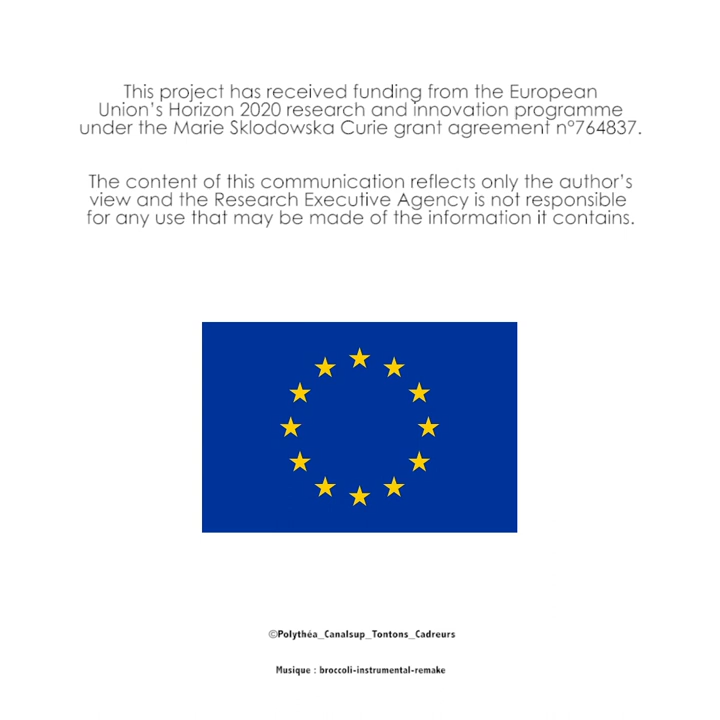 This project has received funding from the European
Union's Horizon 2020 research and innovation programme
under the Marie Sklodowska Curie grant agreement n°764837.
The content of this communication reflects only the author's
view and the Research Executive Agency is not responsible
for any use that may be made of the information it contains.
©Polythéa_Canalsup_Tontons_Cadreurs
Musique : broccoli-instrumental-remake